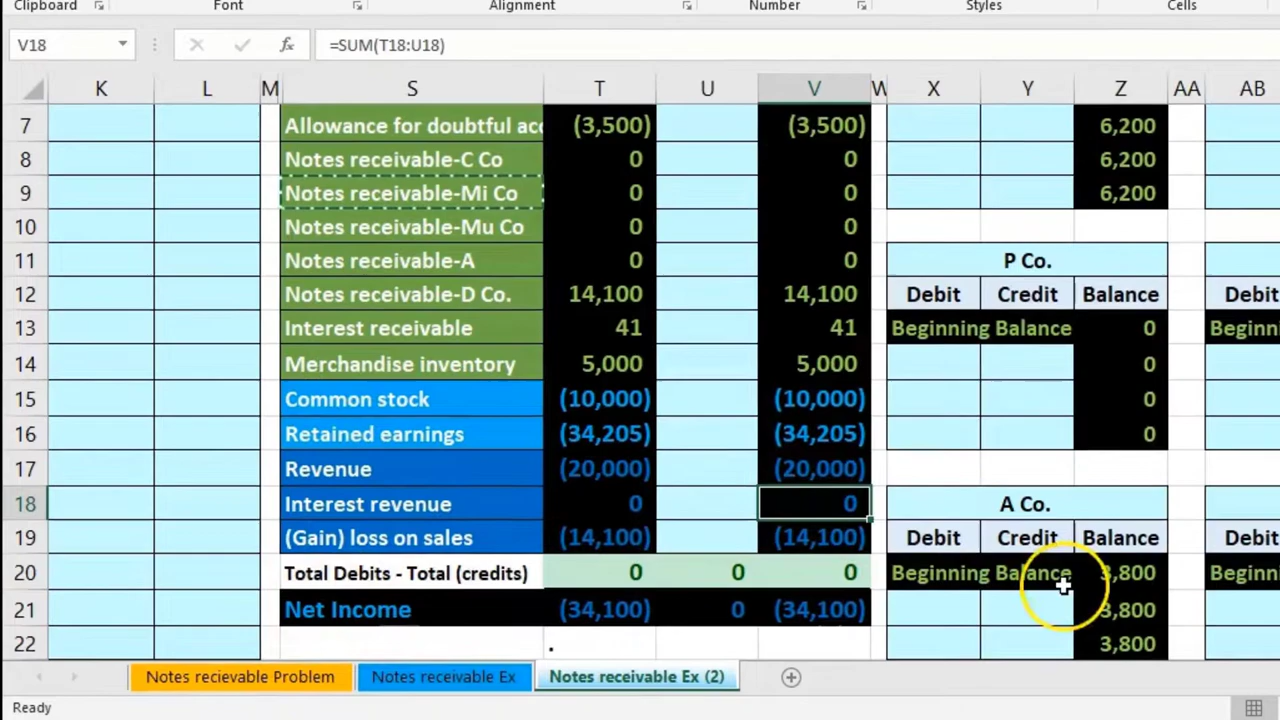 Clipboard Font Alignment Number Styles Cells
V18 fx =SUM(T18:U18)
K L M S T U V W X Y Z AA AB
7 Allowance for doubtful acc (3,500) (3,500) 6,200
8 Notes receivable-C Co 0 0 6,200
9 Notes receivable-Mi Co 0 0 6,200
10 Notes receivable-Mu Co 0 0
11 Notes receivable-A 0 0 P Co.
12 Notes receivable-D Co. 14,100 14,100 Debit Credit Balance Debit
13 Interest receivable 41 41 Beginning Balance 0 Beginni
14 Merchandise inventory 5,000 5,000 0
15 Common stock (10,000) (10,000) 0
16 Retained earnings (34,205) (34,205) 0
17 Revenue (20,000) (20,000)
18 Interest revenue 0 0 A Co.
19 (Gain) loss on sales (14,100) (14,100) Debit Credit Balance Debit
20 Total Debits - Total (credits) 0 0 0 Beginning Balance 3,800 Beginni
21 Net Income (34,100) 0 (34,100) 3,800
22 . 3,800
Notes recievable Problem Notes receivable Ex Notes receivable Ex (2)
Ready